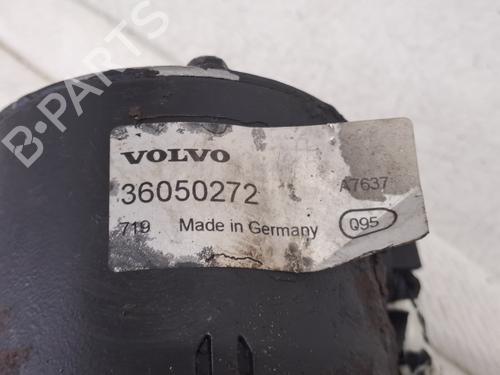 B-PARTS
VOLVO
36050272 A7637
719 Made in Germany Q95